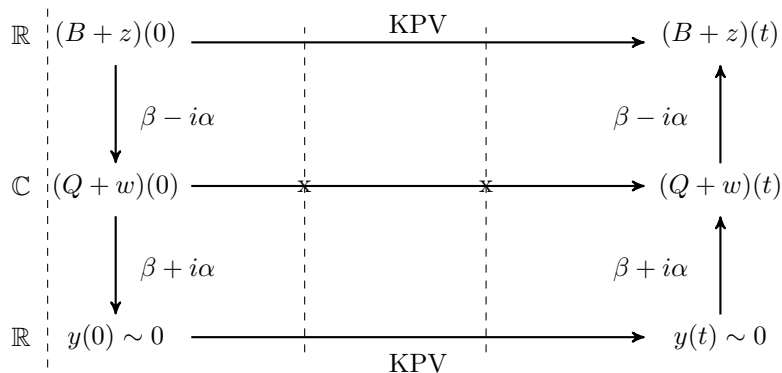 KPV
ℝ (B + z)(0) (B + z)(t)
β − iα β − iα
ℂ (Q + w)(0) x x (Q + w)(t)
β + iα β + iα
ℝ y(0) ∼ 0 y(t) ∼ 0
KPV